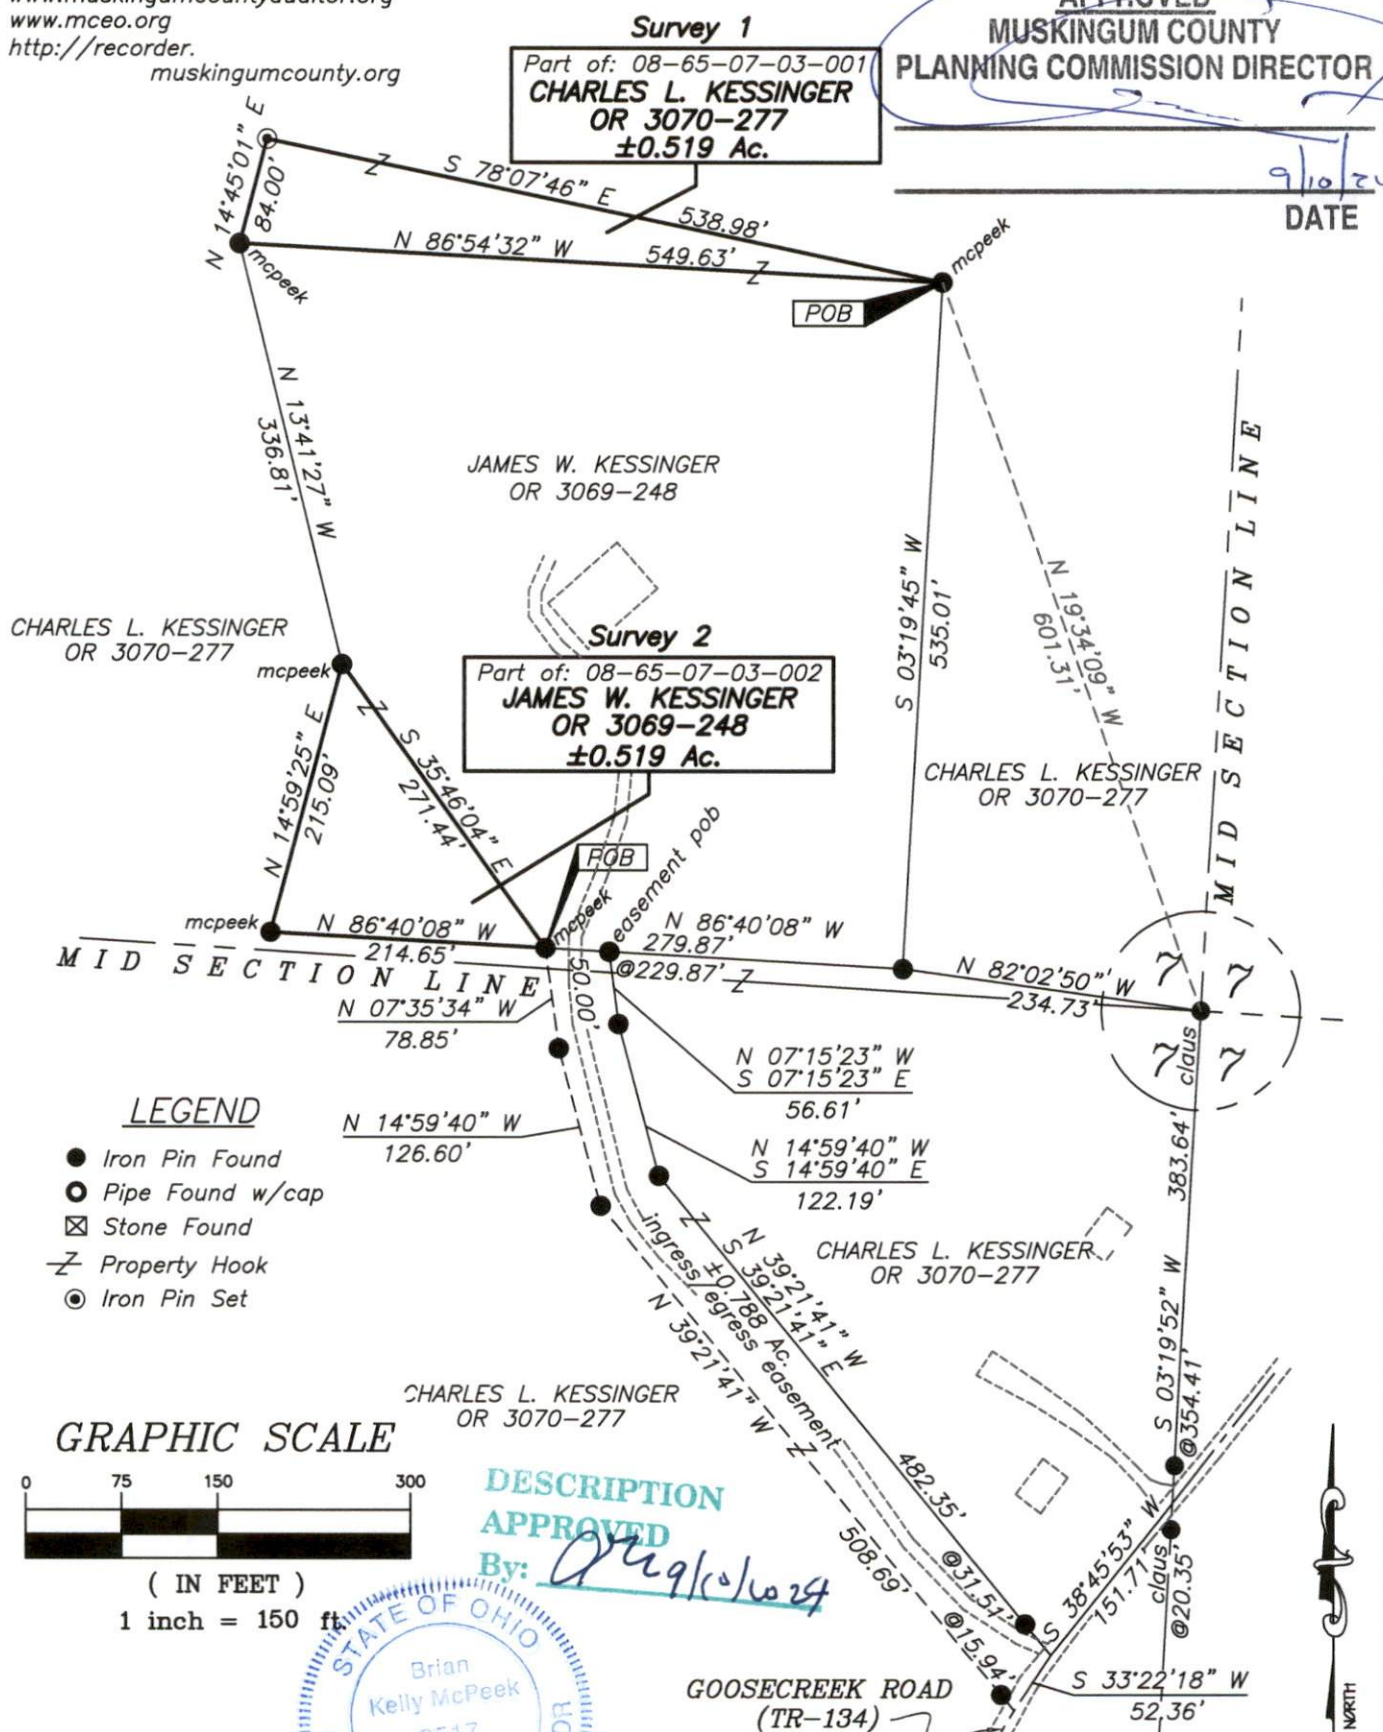 www.mceo.org
http://recorder.
muskingumcounty.org
APPROVED
MUSKINGUM COUNTY
PLANNING COMMISSION DIRECTOR
DATE
Survey 1
Part of: 08-65-07-03-001
CHARLES L. KESSINGER
OR 3070-277
±0.519 Ac.
N 14°45'01" E
84.00'
Z
S 78°07'46" E
538.98'
N 86°54'32" W
549.63'
Z
mcpeek
mcpeek
POB
N 13°41'27" W
336.81'
JAMES W. KESSINGER
OR 3069-248
S 03°19'45" W
535.01'
N 19°34'09" W
601.31'
MID SECTION LINE
CHARLES L. KESSINGER
OR 3070-277
mcpeek
Survey 2
Part of: 08-65-07-03-002
JAMES W. KESSINGER
OR 3069-248
±0.519 Ac.
CHARLES L. KESSINGER
OR 3070-277
N 14°59'25" E
215.09'
Z
S 35°46'04" E
271.44'
POB
mcpeek
easement pob
mcpeek
N 86°40'08" W
214.65'
N 86°40'08" W
279.87'
@229.87'
Z
50.00'
MID SECTION LINE
N 82°02'50" W
234.73'
7 7
7 7
claus
N 07°35'34" W
78.85'
N 07°15'23" W
S 07°15'23" E
56.61'
N 14°59'40" W
126.60'
N 14°59'40" W
S 14°59'40" E
122.19'
383.64'
S 03°19'52" W
@354.41'
LEGEND
Iron Pin Found
Pipe Found w/cap
Stone Found
Z Property Hook
Iron Pin Set
Z
N 39°21'41" W
S 39°21'41" E
482.35'
±0.788 Ac.
ingress/egress easement
N 39°21'41" W
Z
508.69'
CHARLES L. KESSINGER
OR 3070-277
CHARLES L. KESSINGER
OR 3070-277
@31.51'
@15.94'
S 38°45'53" W
151.71'
claus
@20.35'
S 33°22'18" W
52.36'
GRAPHIC SCALE
0 75 150 300
( IN FEET )
1 inch = 150 ft.
DESCRIPTION
APPROVED
By:
STATE OF OHIO
Brian
Kelly McPeek
GOOSECREEK ROAD
(TR-134)
NORTH